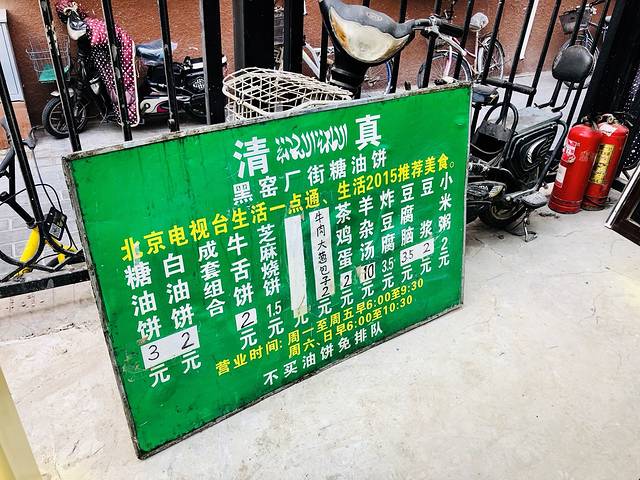 清 真
黑窑厂街糖油饼
北京电视台生活一点通、生活2015推荐美食。
糖油饼 3 元
白油饼 2 元
成套组合
牛舌饼 2 元
芝麻烧饼 1.5 元
元
牛肉大葱包子 2 元
茶鸡蛋 2 元
羊杂汤 10 元
炸豆腐 3.5 元
豆腐脑 3.5 元
豆浆 2 元
小米粥 2 元
营业时间: 周一至周五早6:00至9:30
周六、日早6:00至10:30
不买油饼免排队